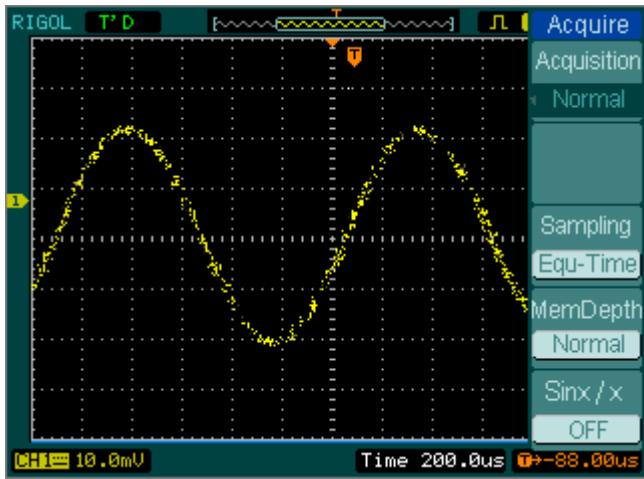 RIGOL T'D T Acquire
T
Acquisition
Normal
1
Sampling
Equ-Time
MemDepth
Normal
Sinx/x
OFF
CH1 10.0mV Time 200.0us T→-88.00us